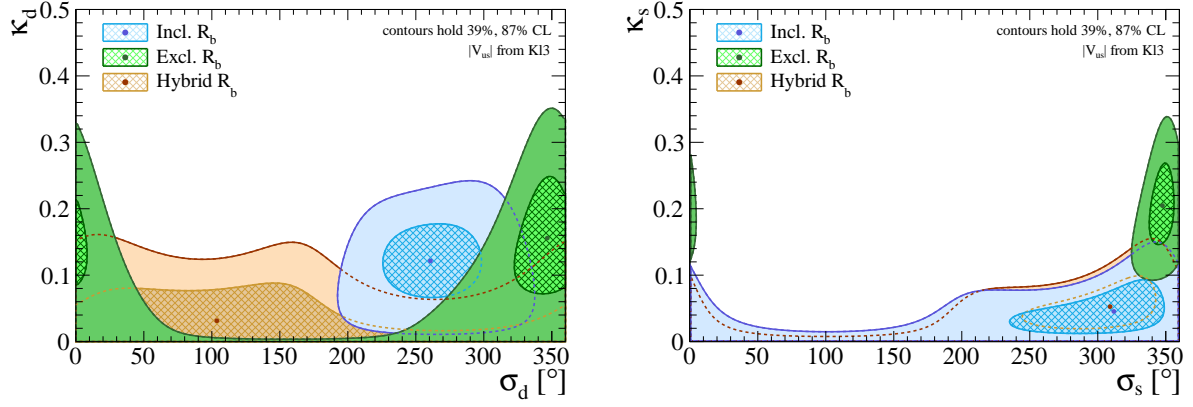 κd
0.5
0.4
0.3
0.2
0.1
0
Incl. Rb
Excl. Rb
Hybrid Rb
contours hold 39%, 87% CL
|Vus| from Kl3
50 100 150 200 250 300 350
σd [°]
κs
0.5
0.4
0.3
0.2
0.1
0
Incl. Rb
Excl. Rb
Hybrid Rb
contours hold 39%, 87% CL
|Vus| from Kl3
0 50 100 150 200 250 300 350
σs [°]